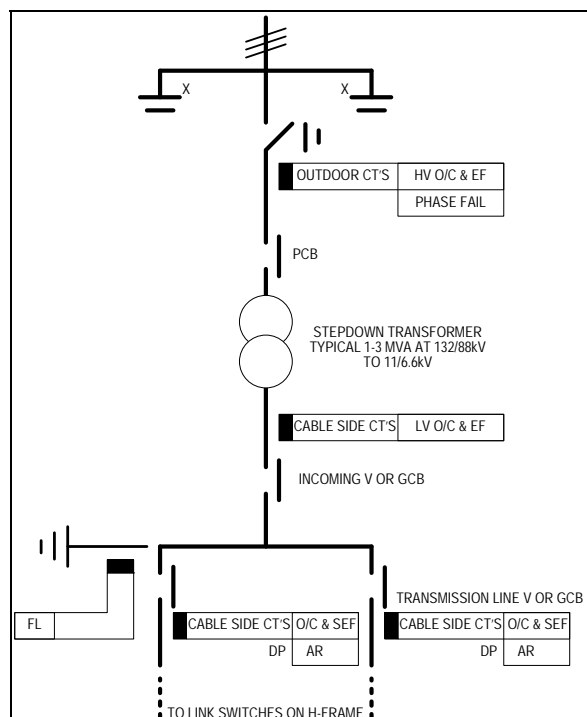 X X
OUTDOOR CT'S HV O/C & EF
PHASE FAIL
PCB
STEPDOWN TRANSFORMER
TYPICAL 1-3 MVA AT 132/88kV
TO 11/6.6kV
CABLE SIDE CT'S LV O/C & EF
INCOMING V OR GCB
TRANSMISSION LINE V OR GCB
FL CABLE SIDE CT'S O/C & SEF CABLE SIDE CT'S O/C & SEF
DP AR DP AR
TO LINK SWITCHES ON H-FRAME